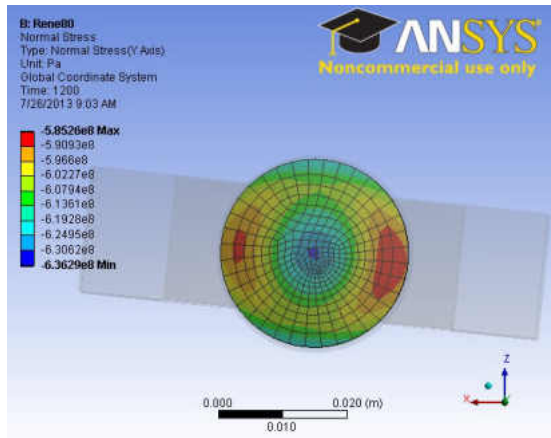 B: Rene80
Normal Stress
Type: Normal Stress(Y Axis)
Unit: Pa
Global Coordinate System
Time: 1200
7/26/2013 9:03 AM
-5.8526e8 Max
-5.9093e8
-5.966e8
-6.0227e8
-6.0794e8
-6.1361e8
-6.1928e8
-6.2495e8
-6.3062e8
-6.3629e8 Min
ANSYS
Noncommercial use only
Z
X
0.000
0.020 (m)
0.010